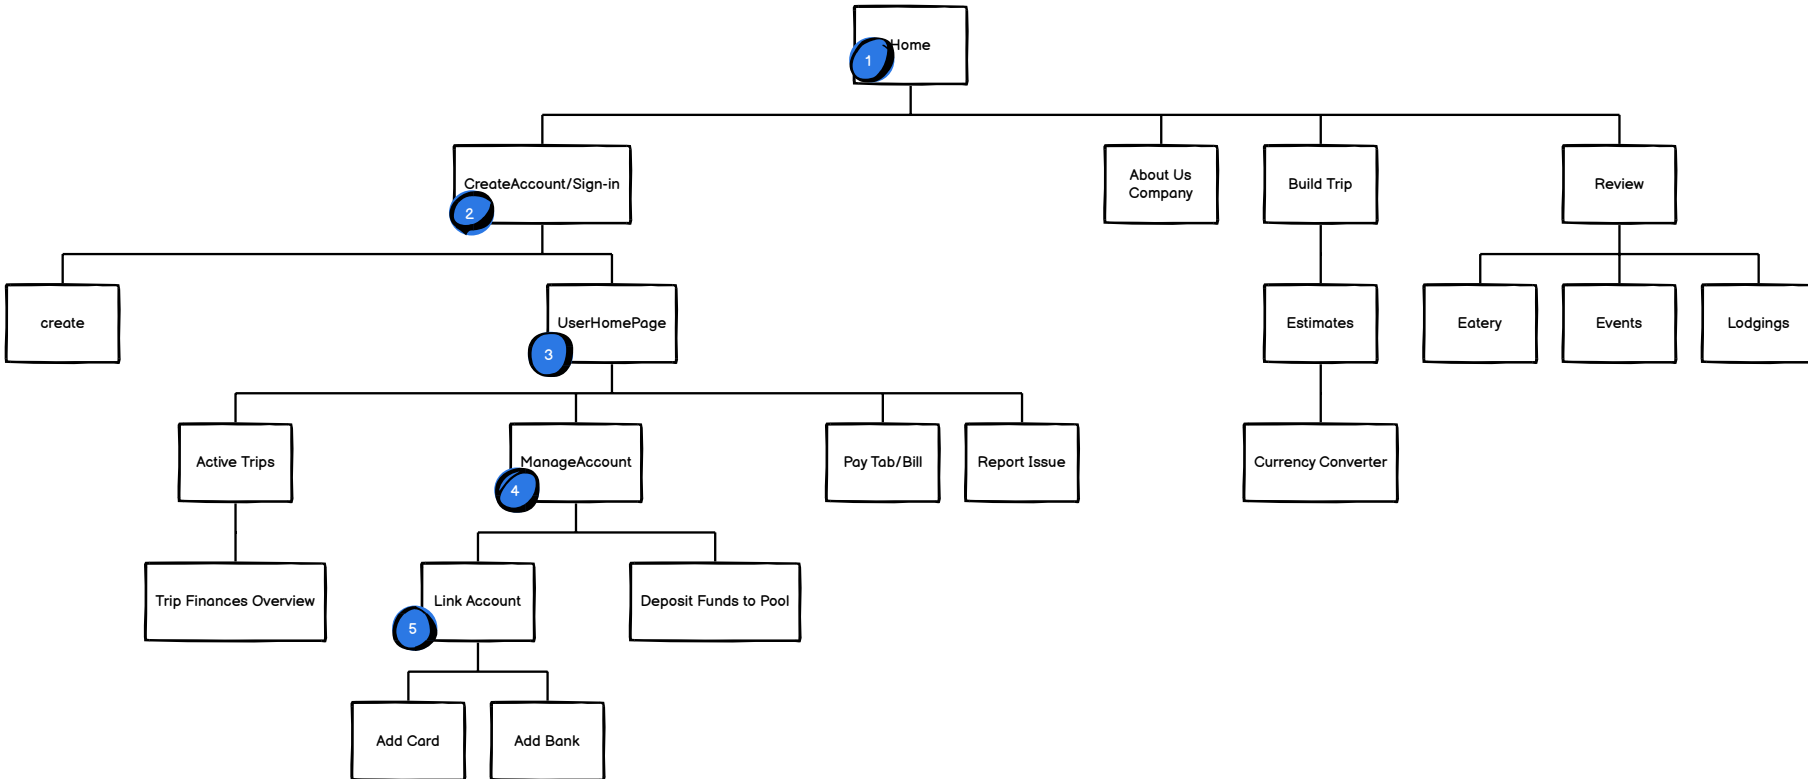 Home
1
CreateAccount/Sign-in
2
About Us
Company
Build Trip
Review
create
UserHomePage
3
Estimates
Eatery
Events
Lodgings
Active Trips
ManageAccount
4
Pay Tab/Bill
Report Issue
Currency Converter
Trip Finances Overview
Link Account
5
Deposit Funds to Pool
Add Card
Add Bank